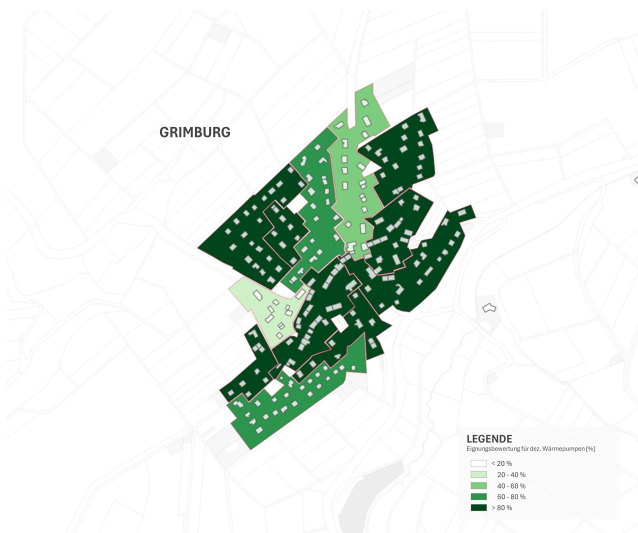 GRIMBURG
LEGENDE
Eignungsbewertung für dez. Wärmepumpen [%]
< 20 %
20 - 40 %
40 - 60 %
60 - 80 %
> 80 %